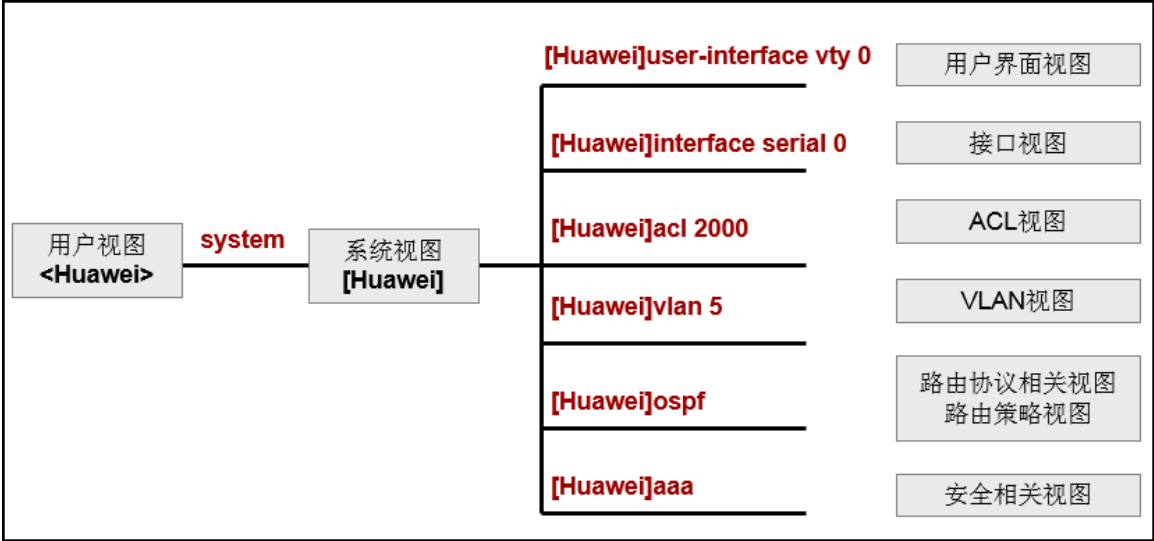 [Huawei]user-interface vty 0
用户界面视图
[Huawei]interface serial 0
接口视图
[Huawei]acl 2000
ACL视图
用户视图
<Huawei>
system
系统视图
[Huawei]
[Huawei]vlan 5
VLAN视图
[Huawei]ospf
路由协议相关视图
路由策略视图
[Huawei]aaa
安全相关视图